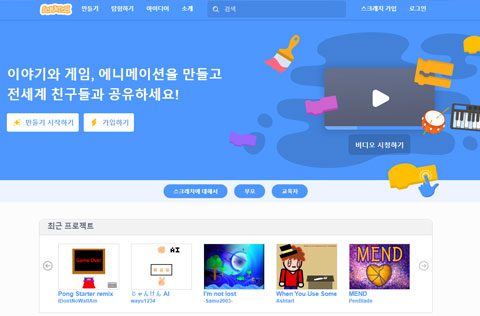 SCRATCH 만들기 탐험하기 아이디어 소개 검색 스크래치 가입 로그인
이야기와 게임, 애니메이션을 만들고
전세계 친구들과 공유하세요!
만들기 시작하기 가입하기
비디오 시청하기
스크래치에 대해서 부모 교육자
최근 프로젝트
Game Over
AI
MEND
Pong Starter remix じゃんけん AI I'm not lost When You Use Some MEND
IDontNoWatIAm wayu1234 Ashtart PenBlade